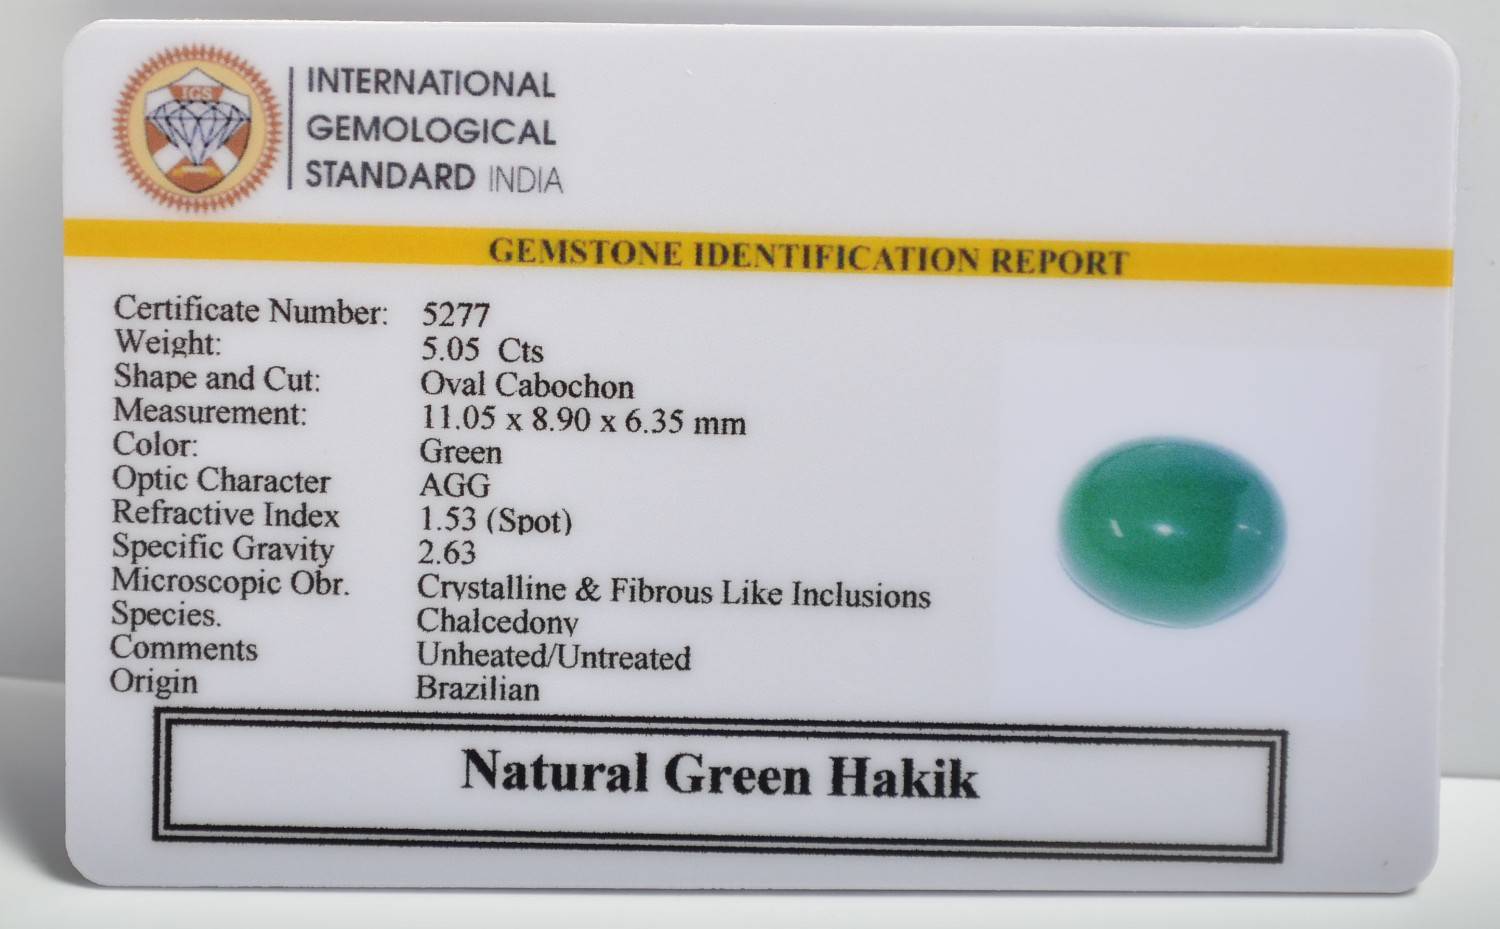 IGS
INTERNATIONAL
GEMOLOGICAL
STANDARD INDIA
GEMSTONE IDENTIFICATION REPORT
Certificate Number: 5277
Weight: 5.05 Cts
Shape and Cut: Oval Cabochon
Measurement: 11.05 x 8.90 x 6.35 mm
Color: Green
Optic Character AGG
Refractive Index 1.53 (Spot)
Specific Gravity 2.63
Microscopic Obr. Crystalline & Fibrous Like Inclusions
Species. Chalcedony
Comments Unheated/Untreated
Origin Brazilian
Natural Green Hakik